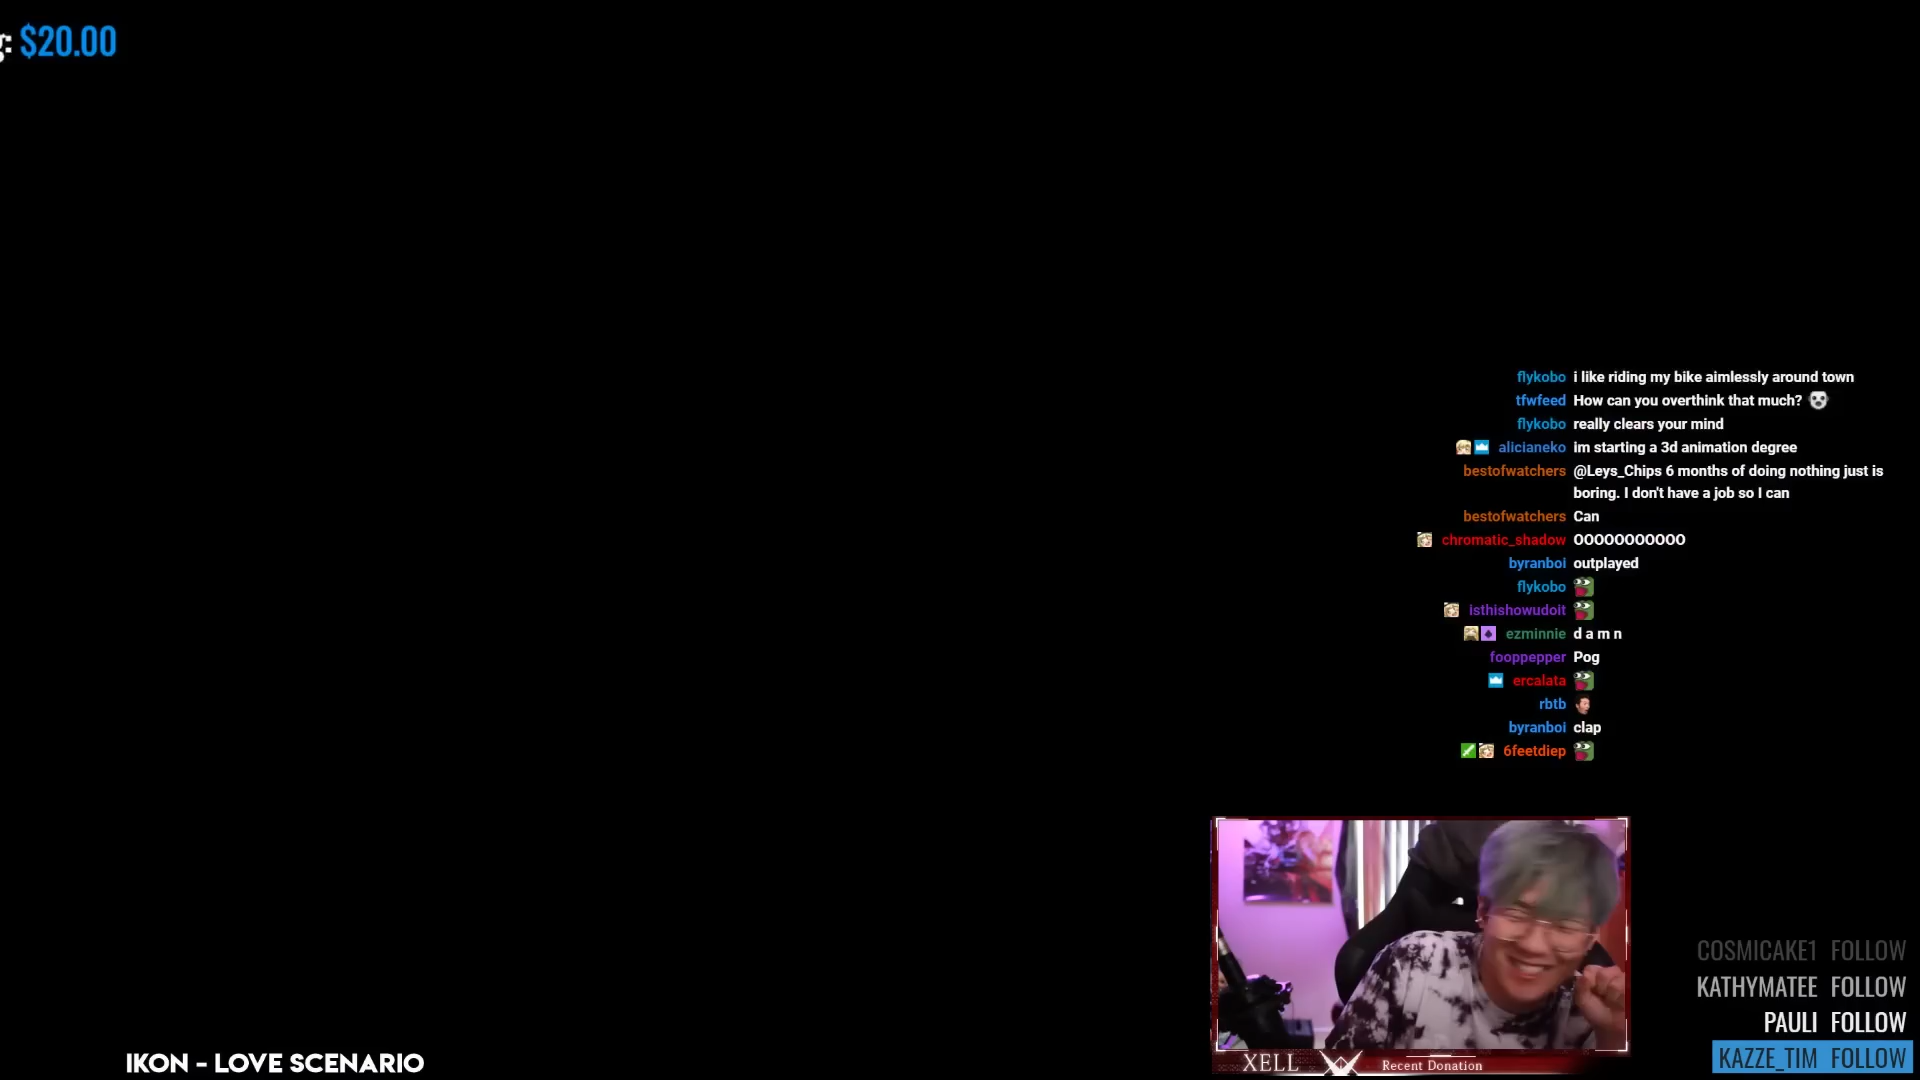 g: $20.00
flykobo i like riding my bike aimlessly around town
tfwfeed How can you overthink that much?
flykobo really clears your mind
alicianeko im starting a 3d animation degree
bestofwatchers @Leys_Chips 6 months of doing nothing just is
boring. I don't have a job so I can
bestofwatchers Can
chromatic_shadow OOOOOOOOOOO
byranboi outplayed
flykobo
isthishowudoit
ezminnie d a m n
fooppepper Pog
ercalata
rbtb
byranboi clap
6feetdiep
COSMICAKE1 FOLLOW
KATHYMATEE FOLLOW
PAULI FOLLOW
KAZZE_TIM FOLLOW
XELL Recent Donation
IKON - LOVE SCENARIO